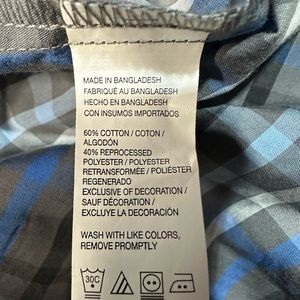 MADE IN BANGLADESH
FABRIQUÉ AU BANGLADESH
HECHO EN BANGLADESH
CON INSUMOS IMPORTADOS
60% COTTON / COTON /
ALGODÓN
40% REPROCESSED
POLYESTER / POLYESTER
RETRANSFORMÉE / POLIÉSTER
REGENERADO
EXCLUSIVE OF DECORATION /
SAUF DÉCORATION /
EXCLUYE LA DECORACIÓN
WASH WITH LIKE COLORS,
REMOVE PROMPTLY
30C